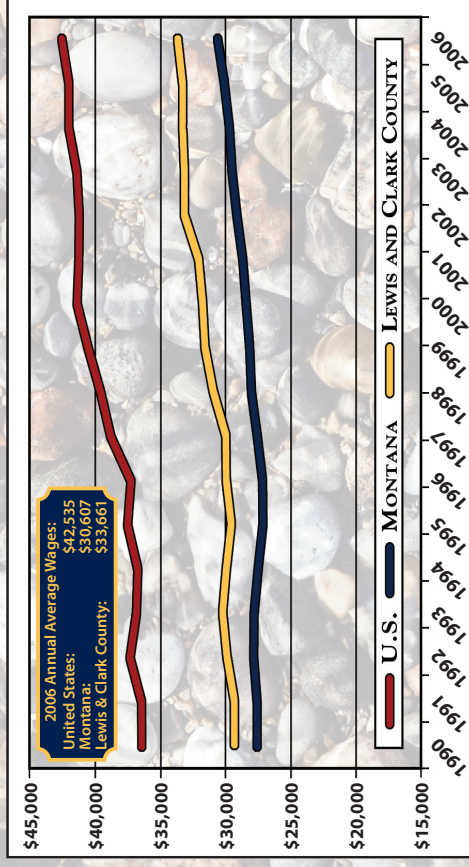 2006 Annual Average Wages:
United States: $42,535
Montana: $30,607
Lewis & Clark County: $33,661
$45,000
$40,000
$35,000
$30,000
$25,000
$20,000
$15,000
U.S. MONTANA LEWIS AND CLARK COUNTY
1990 1991 1992 1993 1994 1995 1996 1997 1998 1999 2000 2001 2002 2003 2004 2005 2006